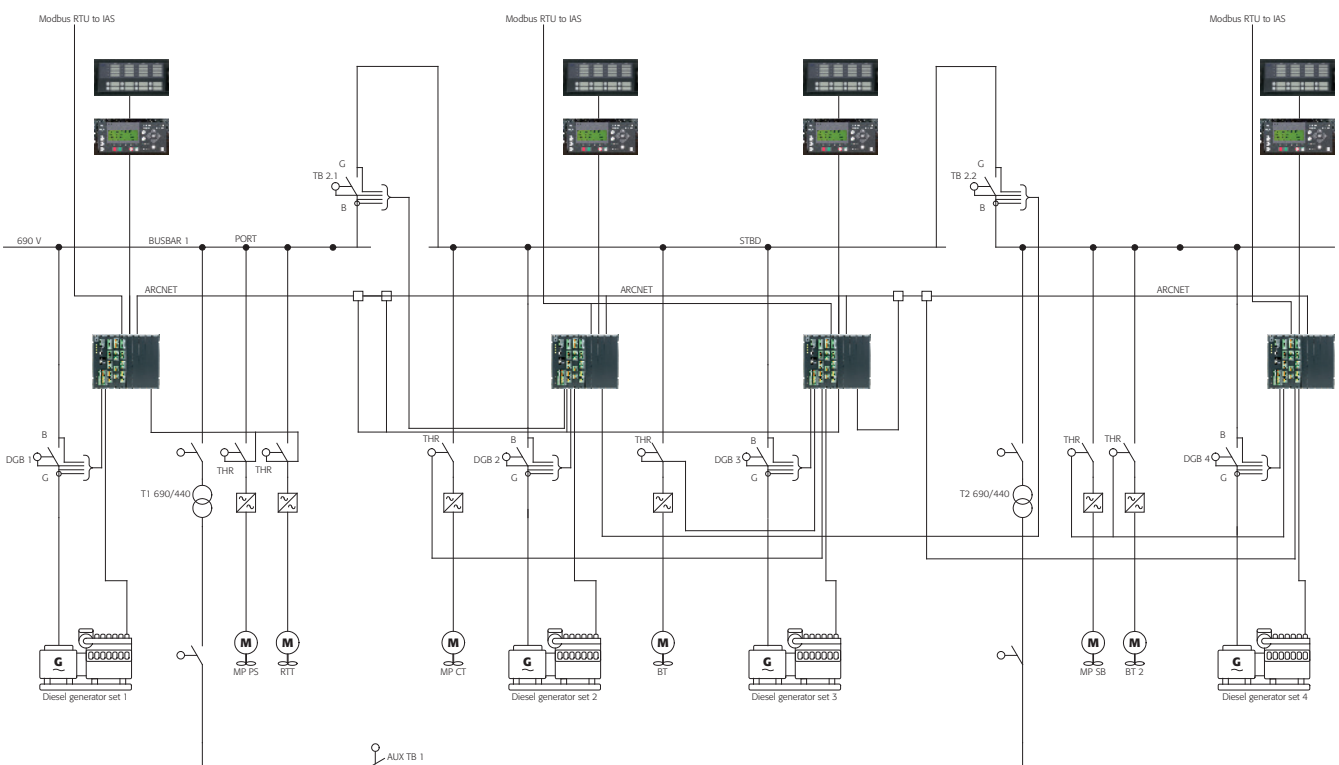 Modbus RTU to IAS
Modbus RTU to IAS
Modbus RTU to IAS
G
TB 2.1
B
G
TB 2.2
B
690 V
BUSBAR 1
PORT
STBD
ARCNET
ARCNET
ARCNET
B
DGB 1
G
THR
THR
T1 690/440
THR
B
DGB 2
G
THR
B
DGB 3
G
T2 690/440
THR
THR
B
DGB 4
G
G
M
MP PS
M
RTT
M
MP CT
G
M
BT
G
M
MP SB
M
BT 2
G
Diesel generator set 1
Diesel generator set 2
Diesel generator set 3
Diesel generator set 4
AUX TB 1